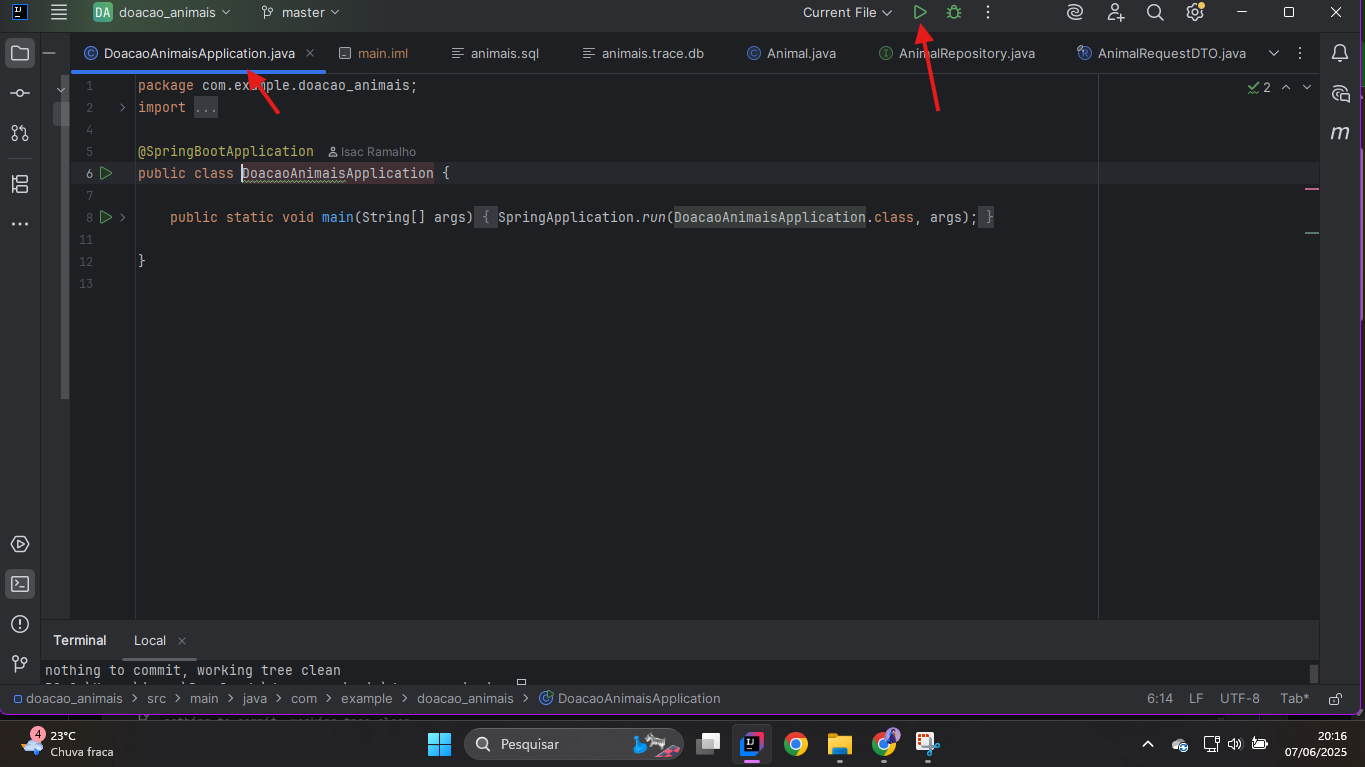 DA doacao_animais master Current File
DoacaoAnimaisApplication.java main.iml animais.sql animais.trace.db Animal.java AnimalRepository.java AnimalRequestDTO.java
1 package com.example.doacao_animais;
2 import ...
4
5 @SpringBootApplication Isac Ramalho
6 public class DoacaoAnimaisApplication {
7
8 public static void main(String[] args) { SpringApplication.run(DoacaoAnimaisApplication.class, args); }
11
12 }
13
2
m
Terminal Local
nothing to commit, working tree clean
doacao_animais src main java com example doacao_animais DoacaoAnimaisApplication 6:14 LF UTF-8 Tab*
4
23°C
Chuva fraca
Pesquisar
20:16
07/06/2025